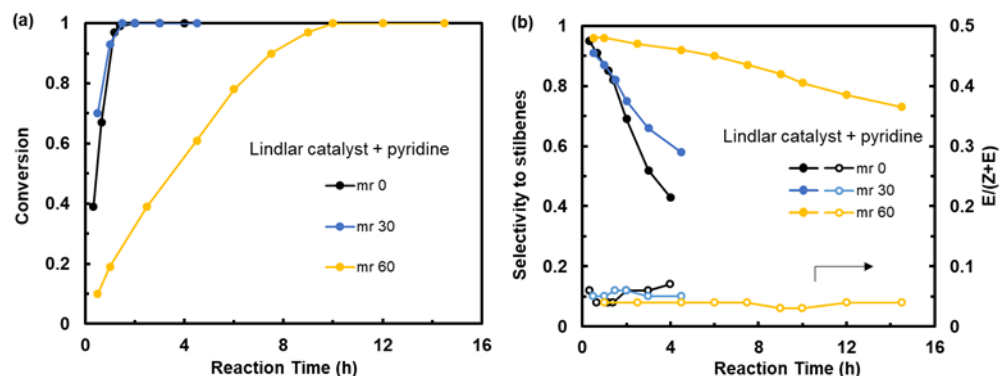 (a)
1
0.8
0.6
0.4
0.2
0
Conversion
Lindlar catalyst + pyridine
mr 0
mr 30
mr 60
0 4 8 12 16
Reaction Time (h)
(b)
1
0.8
0.6
0.4
0.2
0
Selectivity to stilbenes
Lindlar catalyst + pyridine
mr 0
mr 30
mr 60
0.5
0.4
0.3
0.2
0.1
0
E/(Z+E)
0 4 8 12 16
Reaction Time (h)